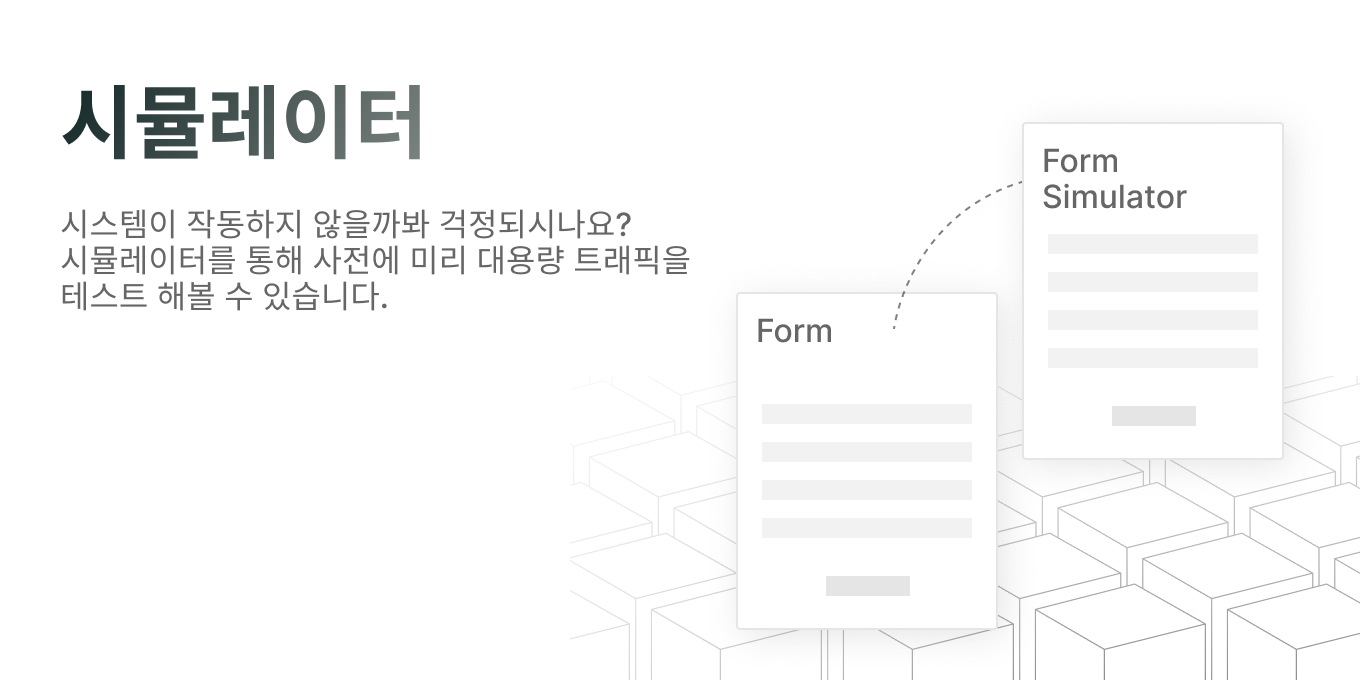 시뮬레이터
시스템이 작동하지 않을까봐 걱정되시나요?
시뮬레이터를 통해 사전에 미리 대용량 트래픽을
테스트 해볼 수 있습니다.
Form
Simulator
Form